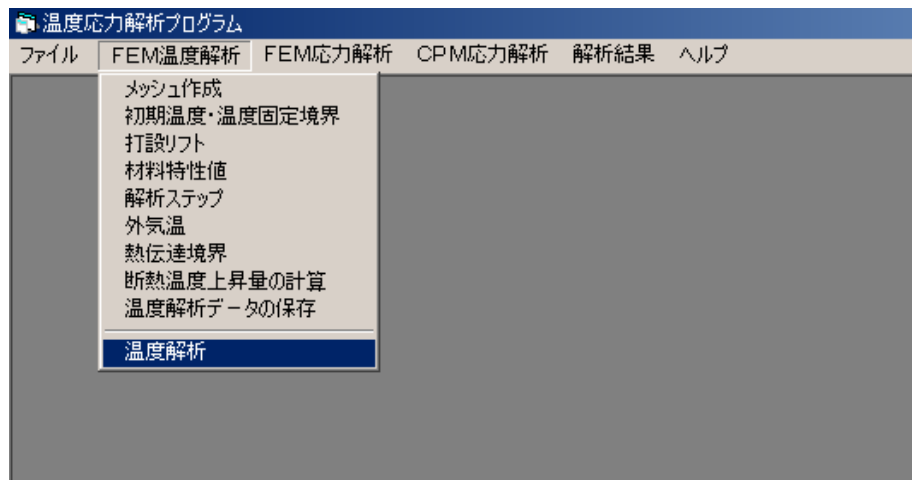 温度応力解析プログラム
ファイル FEM温度解析 FEM応力解析 CPM応力解析 解析結果 ヘルプ
メッシュ作成
初期温度・温度固定境界
打設リフト
材料特性値
解析ステップ
外気温
熱伝達境界
断熱温度上昇量の計算
温度解析データの保存
温度解析